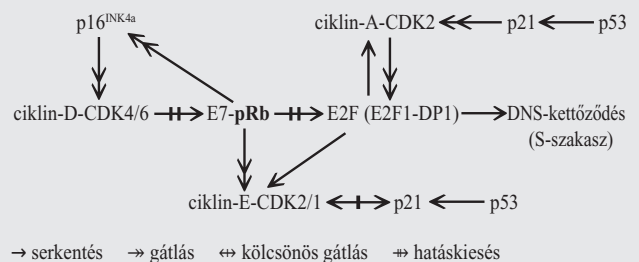 p16INK4a ciklin-A-CDK2 p21 p53
ciklin-D-CDK4/6 E7-pRb E2F (E2F1-DP1) DNS-kettőződés
(S-szakasz)
ciklin-E-CDK2/1 p21 p53
→ serkentés ↠ gátlás ↔ kölcsönös gátlás ⇻ hatáskiesés